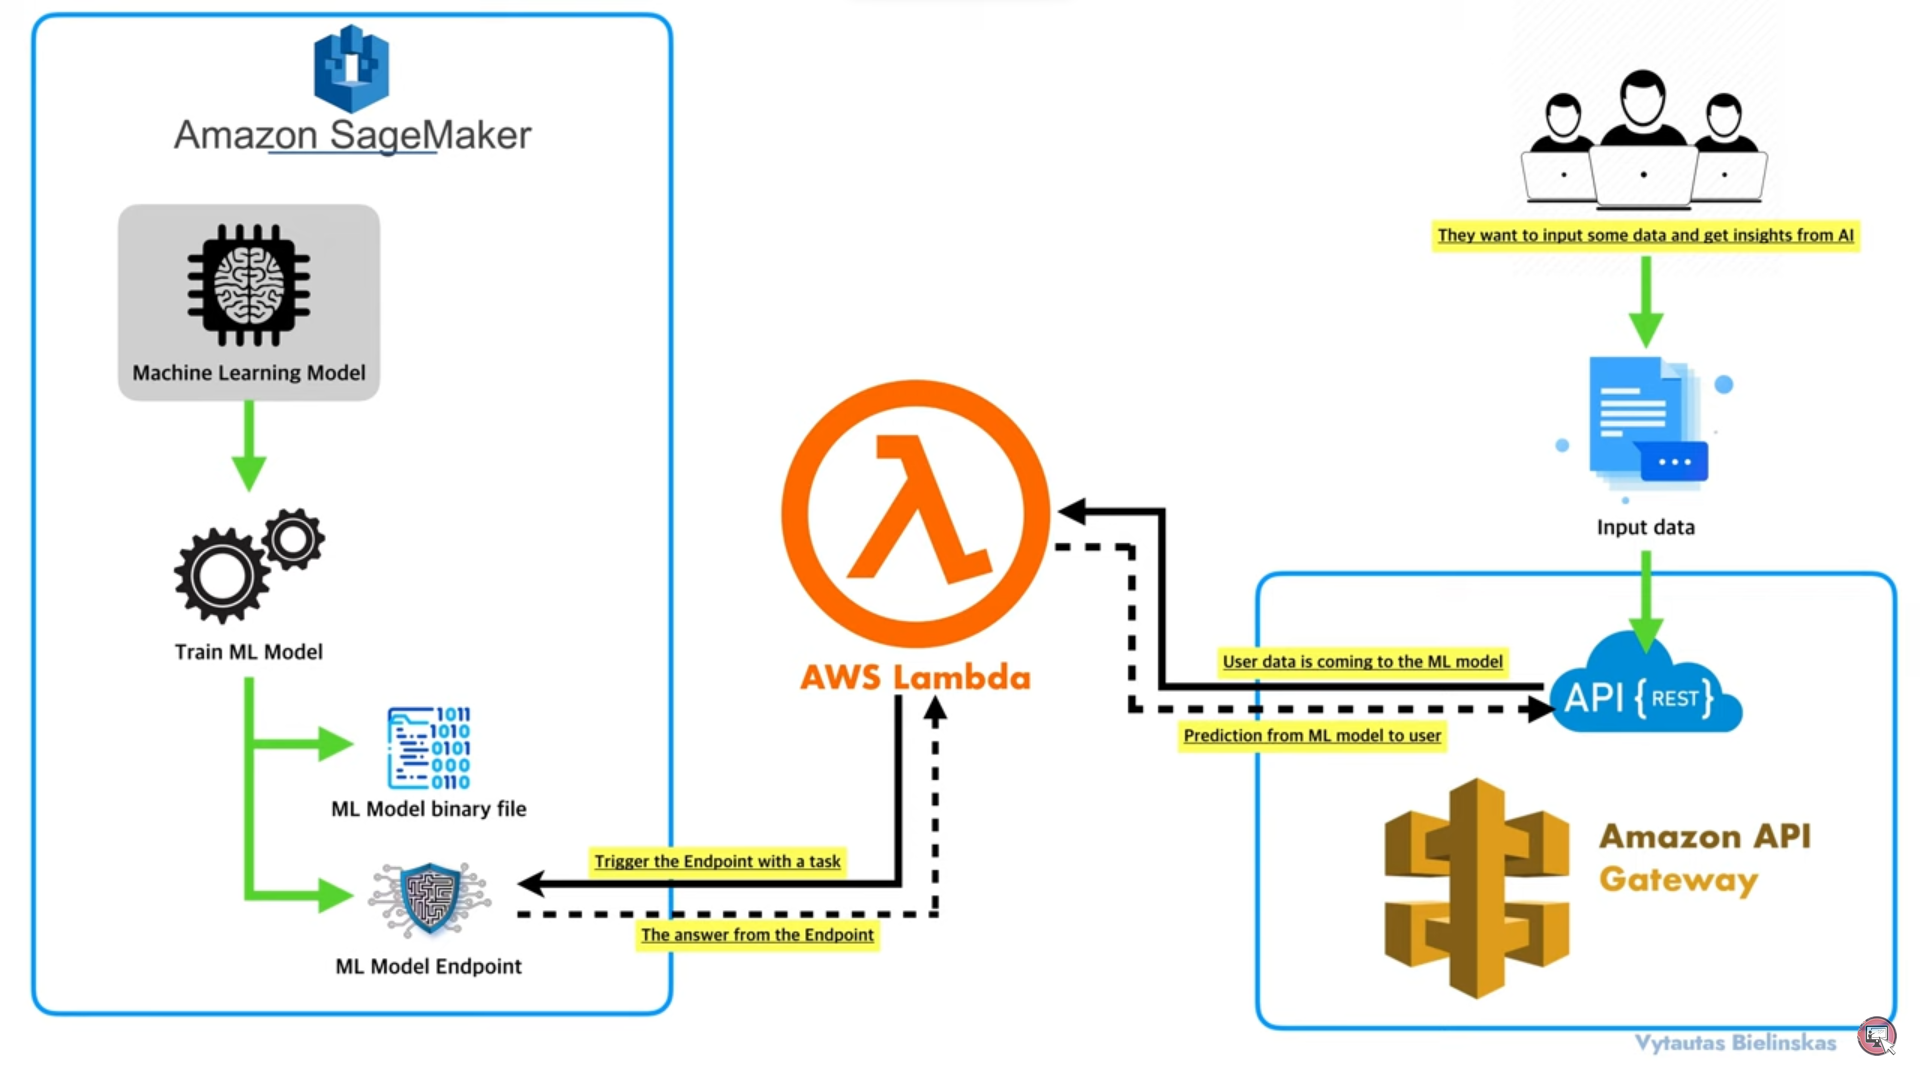 Amazon SageMaker
Machine Learning Model
Train ML Model
1011
1010
0101
000
0110
ML Model binary file
ML Model Endpoint
Trigger the Endpoint with a task
The answer from the Endpoint
λ
AWS Lambda
They want to input some data and get insights from AI
Input data
User data is coming to the ML model
API {REST}
Prediction from ML model to user
Amazon API
Gateway
Vytautas Bielinskas